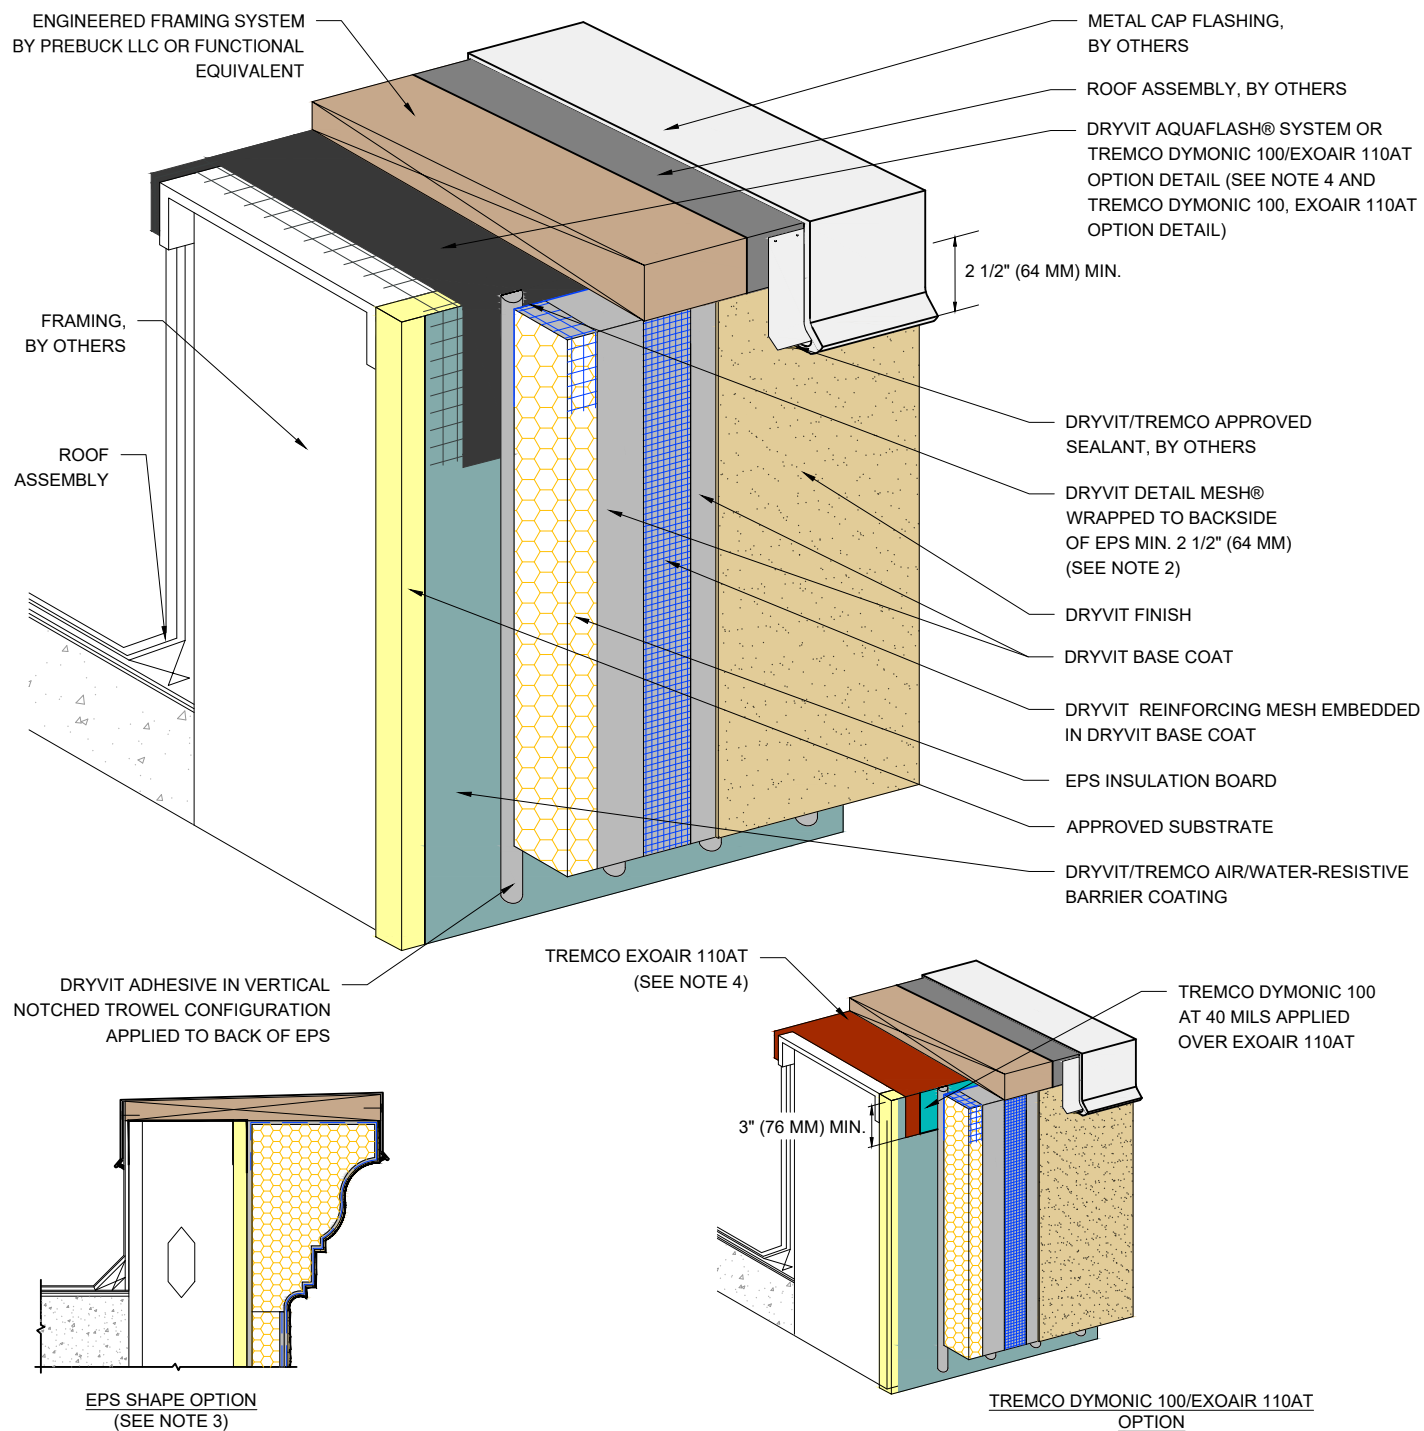 ENGINEERED FRAMING SYSTEM
BY PREBUCK LLC OR FUNCTIONAL
EQUIVALENT
METAL CAP FLASHING,
BY OTHERS
ROOF ASSEMBLY, BY OTHERS
DRYVIT AQUAFLASH® SYSTEM OR
TREMCO DYMONIC 100/EXOAIR 110AT
OPTION DETAIL (SEE NOTE 4 AND
TREMCO DYMONIC 100, EXOAIR 110AT
OPTION DETAIL)
2 1/2" (64 MM) MIN.
FRAMING,
BY OTHERS
ROOF
ASSEMBLY
DRYVIT/TREMCO APPROVED
SEALANT, BY OTHERS
DRYVIT DETAIL MESH®
WRAPPED TO BACKSIDE
OF EPS MIN. 2 1/2" (64 MM)
(SEE NOTE 2)
DRYVIT FINISH
DRYVIT BASE COAT
DRYVIT  REINFORCING MESH EMBEDDED
IN DRYVIT BASE COAT
EPS INSULATION BOARD
APPROVED SUBSTRATE
DRYVIT/TREMCO AIR/WATER-RESISTIVE
BARRIER COATING
DRYVIT ADHESIVE IN VERTICAL
NOTCHED TROWEL CONFIGURATION
APPLIED TO BACK OF EPS
TREMCO EXOAIR 110AT
(SEE NOTE 4)
TREMCO DYMONIC 100
AT 40 MILS APPLIED
OVER EXOAIR 110AT
3" (76 MM) MIN.
EPS SHAPE OPTION
(SEE NOTE 3)
TREMCO DYMONIC 100/EXOAIR 110AT
OPTION